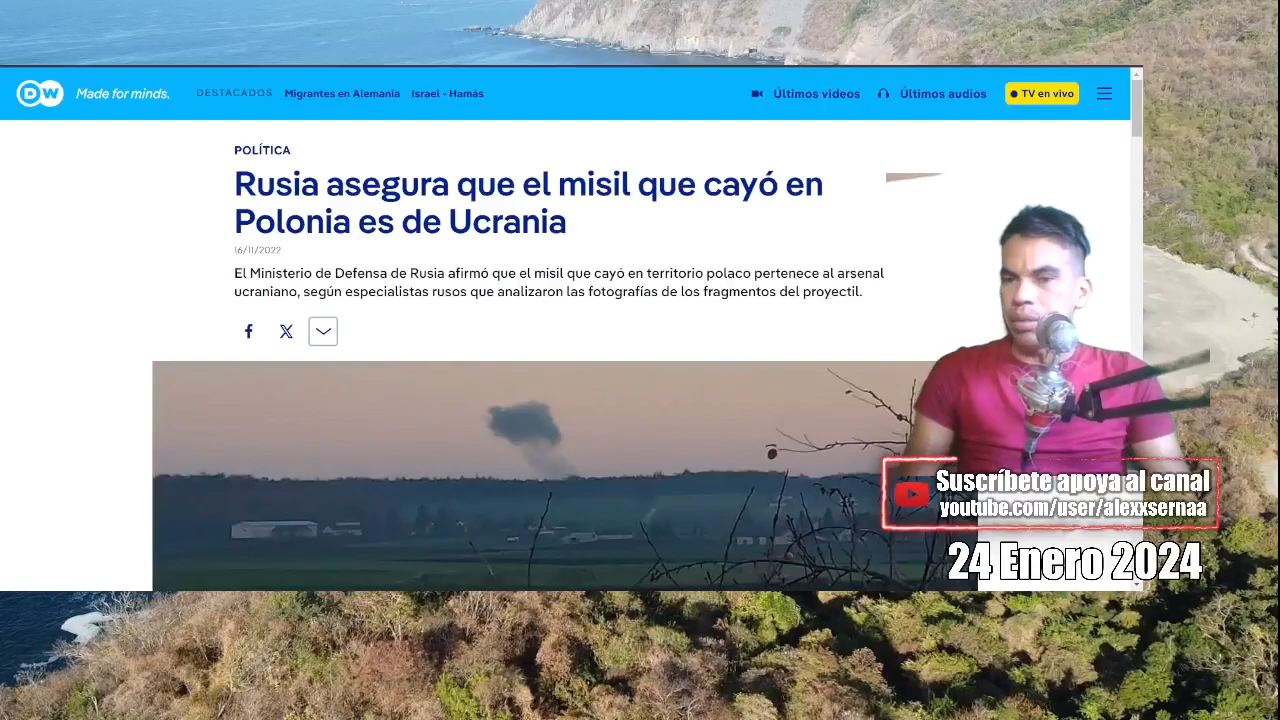 DW Made for minds.
DESTACADOS Migrantes en Alemania Israel - Hamás
Últimos videos Últimos audios TV en vivo
POLÍTICA
Rusia asegura que el misil que cayó en
Polonia es de Ucrania
16/11/2022
El Ministerio de Defensa de Rusia afirmó que el misil que cayó en territorio polaco pertenece al arsenal
ucraniano, según especialistas rusos que analizaron las fotografías de los fragmentos del proyectil.
Suscríbete apoya al canal
youtube.com/user/alexxsernaa
24 Enero 2024